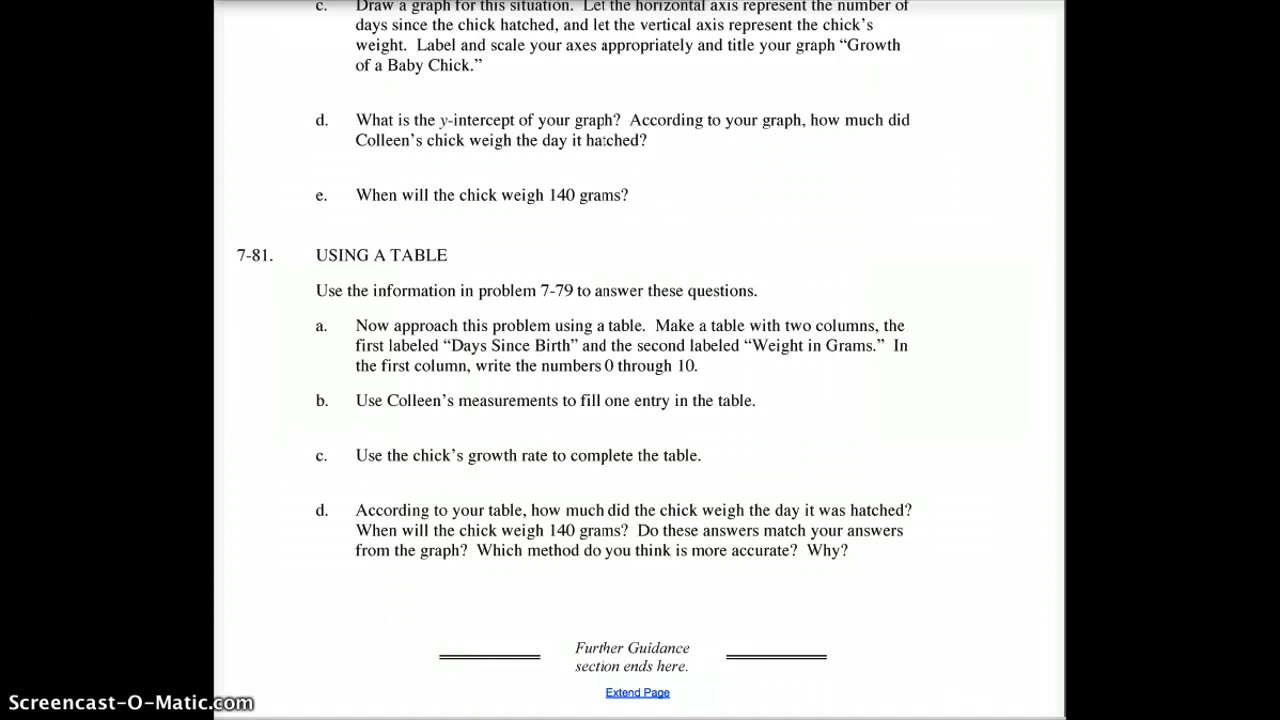 c. Draw a graph for this situation. Let the horizontal axis represent the number of
days since the chick hatched, and let the vertical axis represent the chick's
weight. Label and scale your axes appropriately and title your graph “Growth
of a Baby Chick.”
d. What is the y-intercept of your graph? According to your graph, how much did
Colleen's chick weigh the day it hatched?
e. When will the chick weigh 140 grams?
7-81. USING A TABLE
Use the information in problem 7-79 to answer these questions.
a. Now approach this problem using a table. Make a table with two columns, the
first labeled “Days Since Birth” and the second labeled “Weight in Grams.” In
the first column, write the numbers 0 through 10.
b. Use Colleen's measurements to fill one entry in the table.
c. Use the chick's growth rate to complete the table.
d. According to your table, how much did the chick weigh the day it was hatched?
When will the chick weigh 140 grams? Do these answers match your answers
from the graph? Which method do you think is more accurate? Why?
Further Guidance
section ends here.
Extend Page
Screencast-O-Matic.com